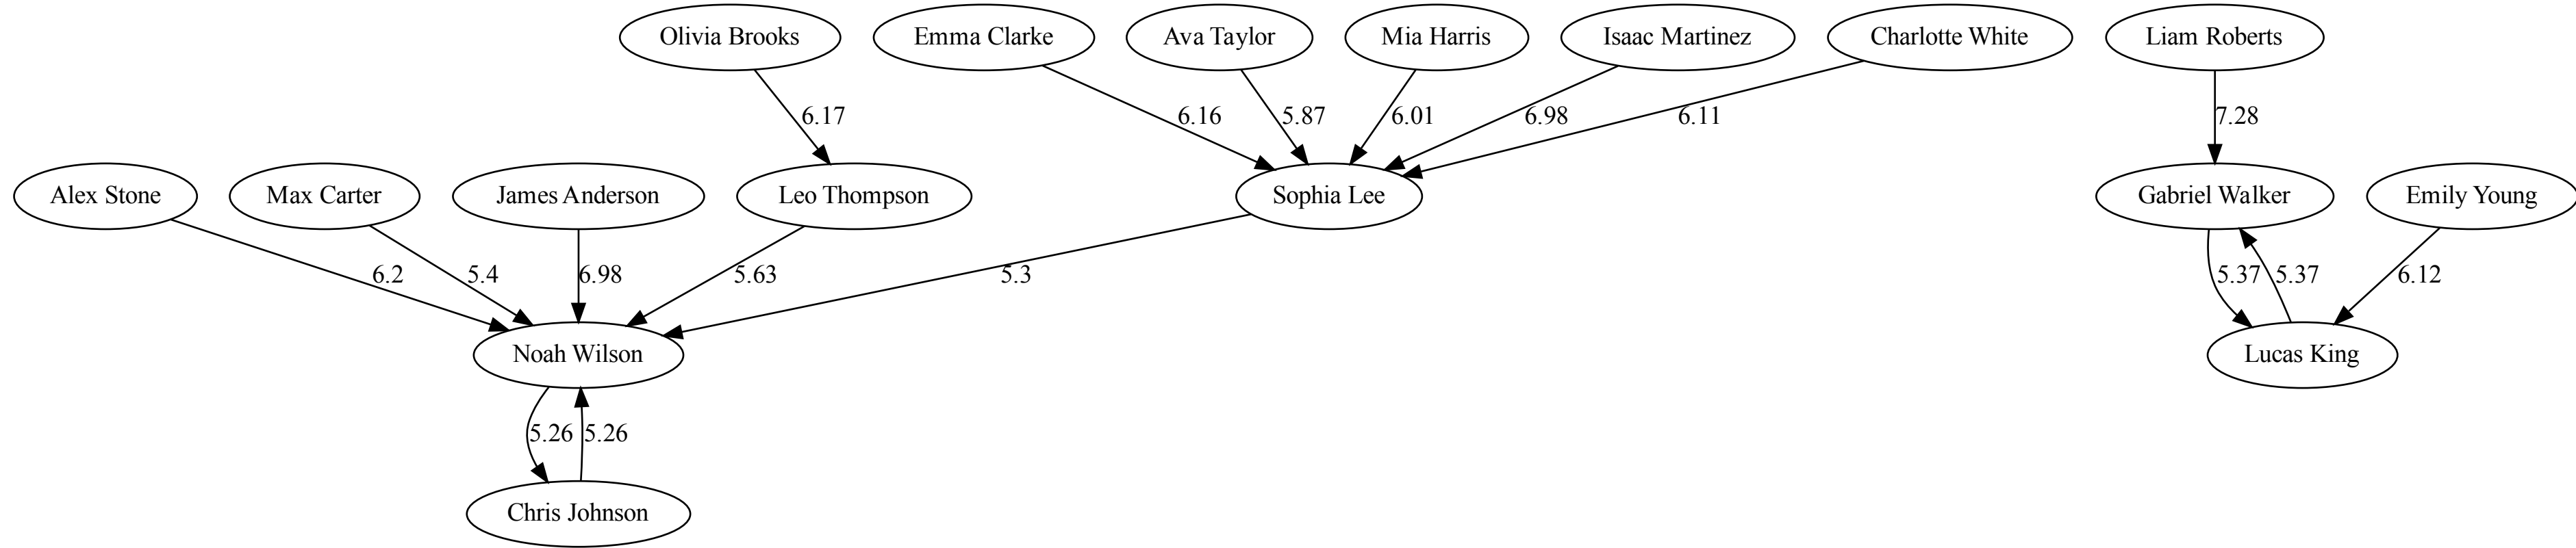 Olivia Brooks
Emma Clarke
Ava Taylor
Mia Harris
Isaac Martinez
Charlotte White
Liam Roberts
6.17
6.16
5.87
6.01
6.98
6.11
7.28
Alex Stone
Max Carter
James Anderson
Leo Thompson
Sophia Lee
Gabriel Walker
Emily Young
6.2
5.4
6.98
5.63
5.3
5.37
5.37
6.12
Noah Wilson
Lucas King
5.26
5.26
Chris Johnson